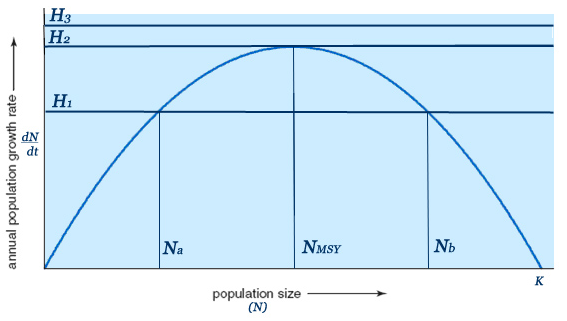 H3
H2
H1
annual population growth rate
dN
dt
Na
NMSY
Nb
K
population size
(N)